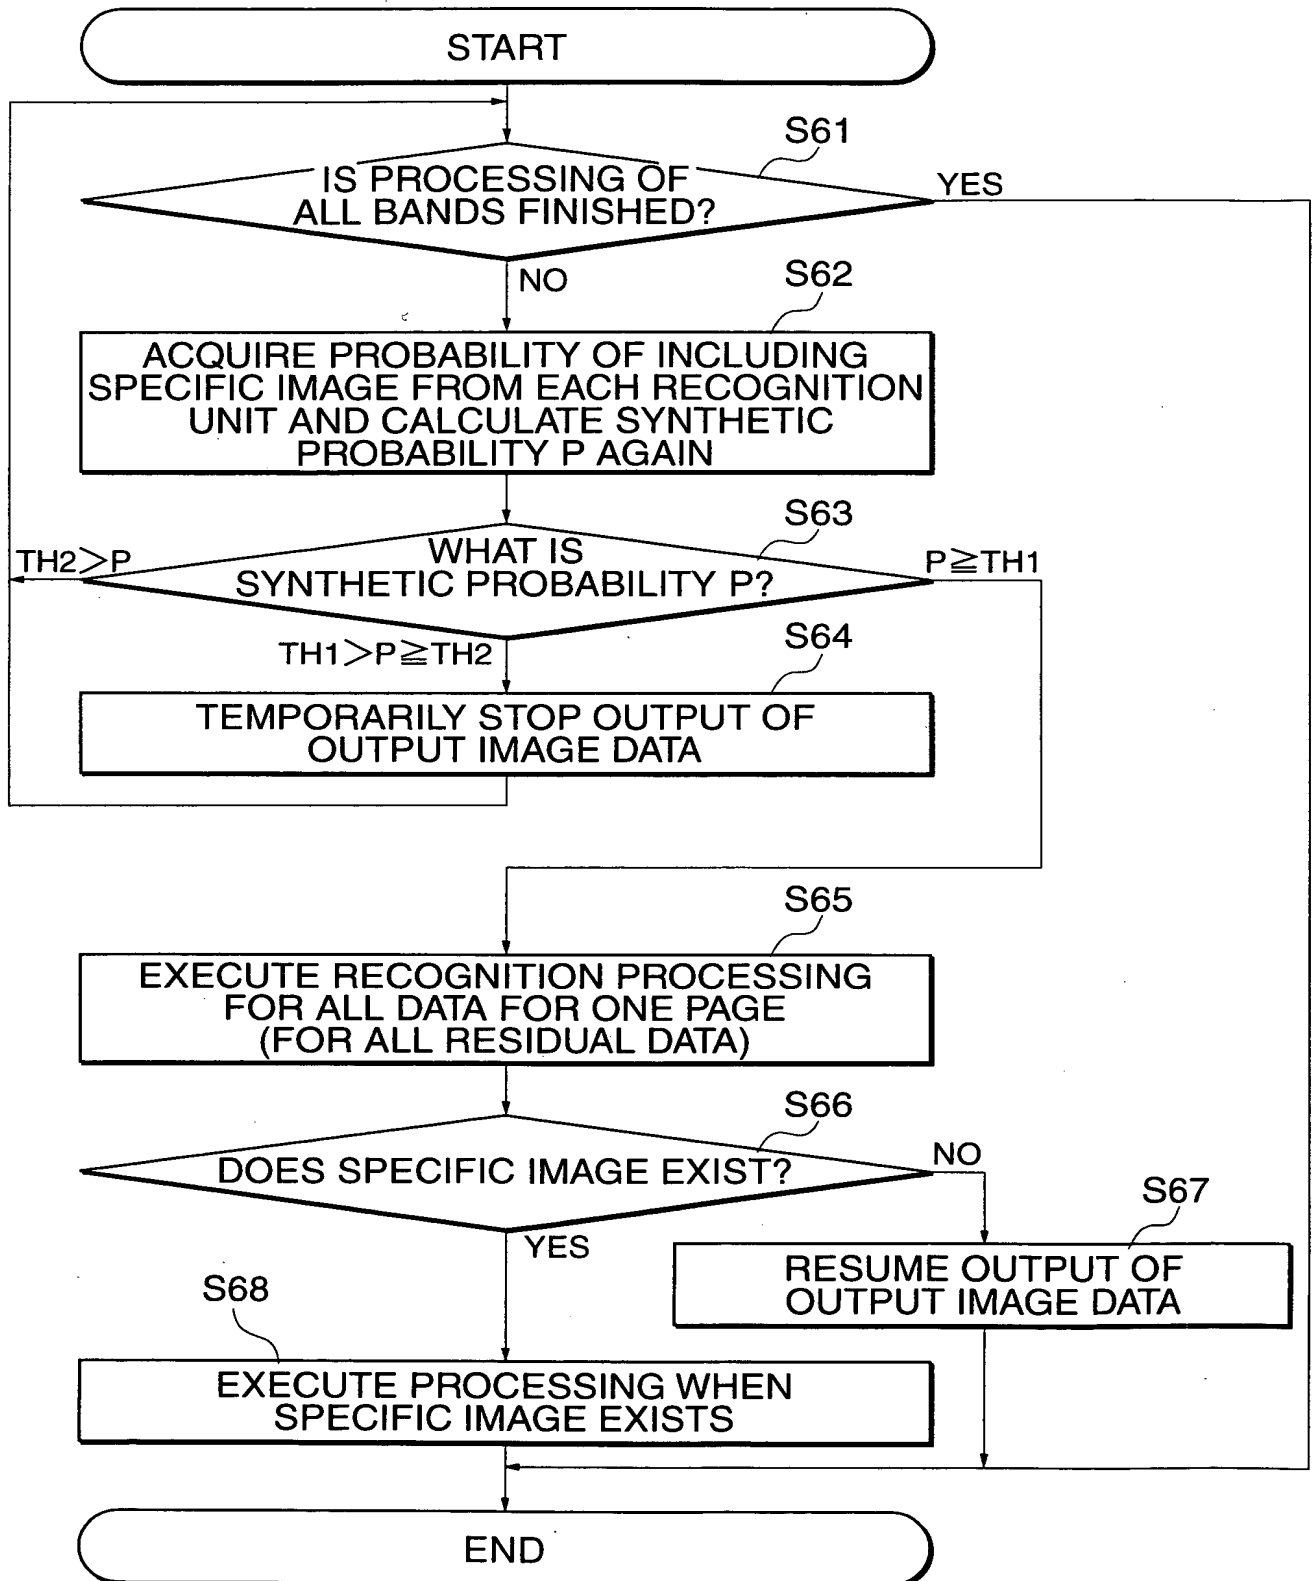 START
S61
IS PROCESSING OF
ALL BANDS FINISHED?
YES
NO
S62
ACQUIRE PROBABILITY OF INCLUDING
SPECIFIC IMAGE FROM EACH RECOGNITION
UNIT AND CALCULATE SYNTHETIC
PROBABILITY P AGAIN
S63
TH2>P
WHAT IS
SYNTHETIC PROBABILITY P?
P≧TH1
TH1>P≧TH2
S64
TEMPORARILY STOP OUTPUT OF
OUTPUT IMAGE DATA
S65
EXECUTE RECOGNITION PROCESSING
FOR ALL DATA FOR ONE PAGE
(FOR ALL RESIDUAL DATA)
S66
DOES SPECIFIC IMAGE EXIST?
NO
YES
S67
RESUME OUTPUT OF
OUTPUT IMAGE DATA
S68
EXECUTE PROCESSING WHEN
SPECIFIC IMAGE EXISTS
END